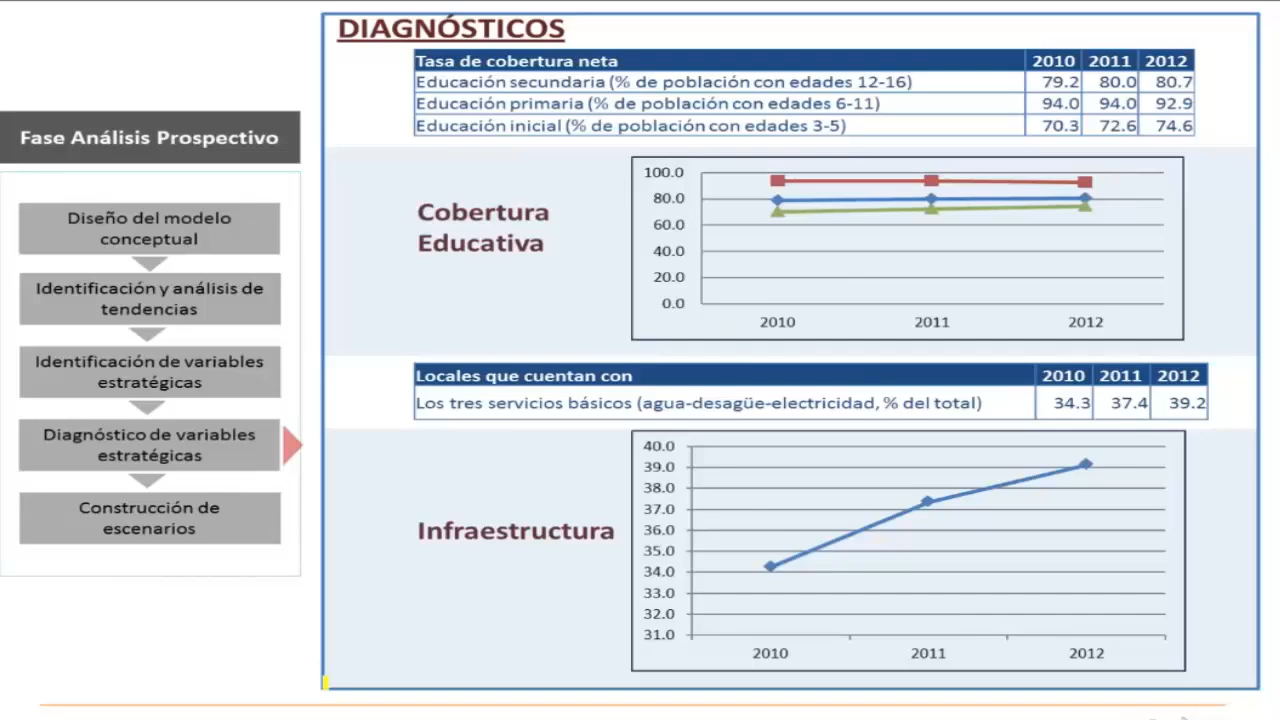 DIAGNÓSTICOS
Tasa de cobertura neta 2010 2011 2012
Educación secundaria (% de población con edades 12-16) 79.2 80.0 80.7
Educación primaria (% de población con edades 6-11) 94.0 94.0 92.9
Educación inicial (% de población con edades 3-5) 70.3 72.6 74.6
Fase Análisis Prospectivo
Diseño del modelo
conceptual
Identificación y análisis de
tendencias
Identificación de variables
estratégicas
Diagnóstico de variables
estratégicas
Construcción de
escenarios
Cobertura
Educativa
100.0
80.0
60.0
40.0
20.0
0.0
2010 2011 2012
Locales que cuentan con 2010 2011 2012
Los tres servicios básicos (agua-desagüe-electricidad, % del total) 34.3 37.4 39.2
Infraestructura
40.0
39.0
38.0
37.0
36.0
35.0
34.0
33.0
32.0
31.0
2010 2011 2012